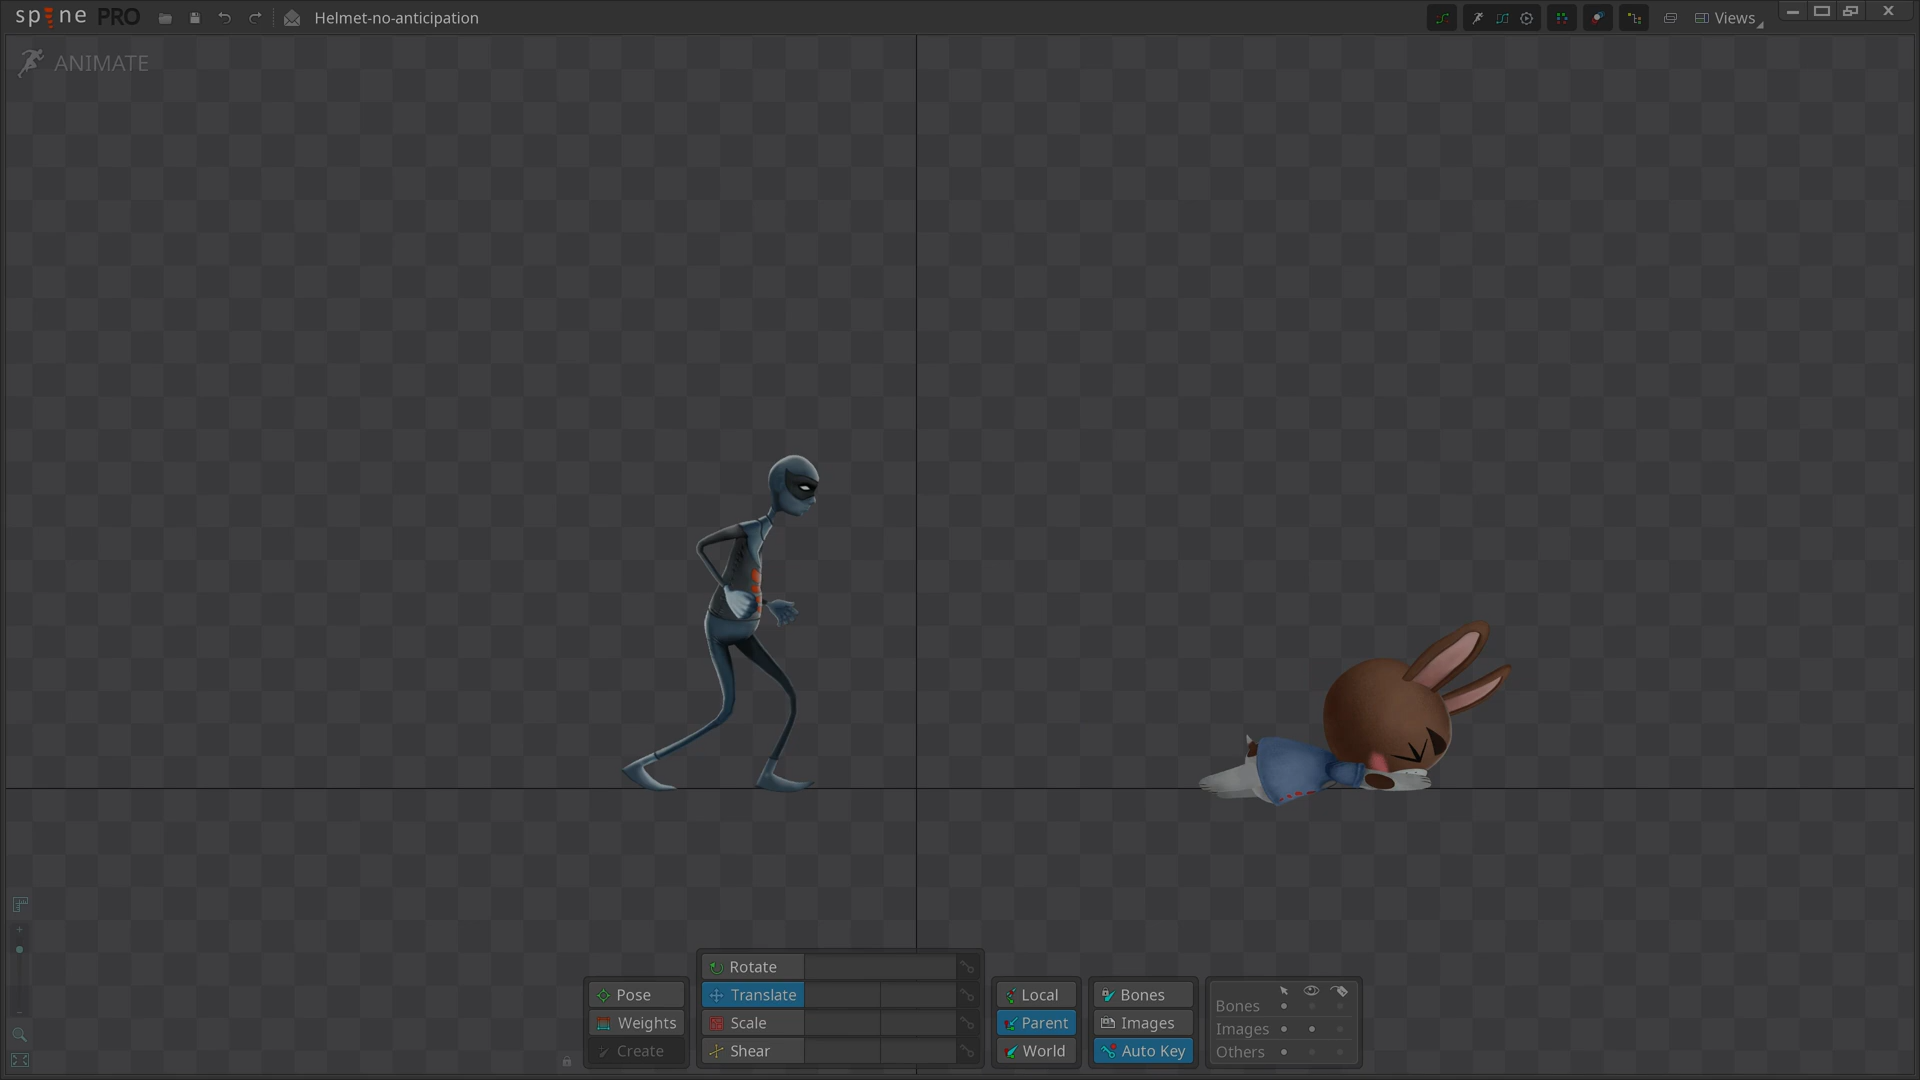 spine PRO
Helmet-no-anticipation
Views
ANIMATE
Rotate
Pose
Translate
Local
Bones
Weights
Scale
Parent
Images
Create
Shear
World
Auto Key
Bones
Images
Others